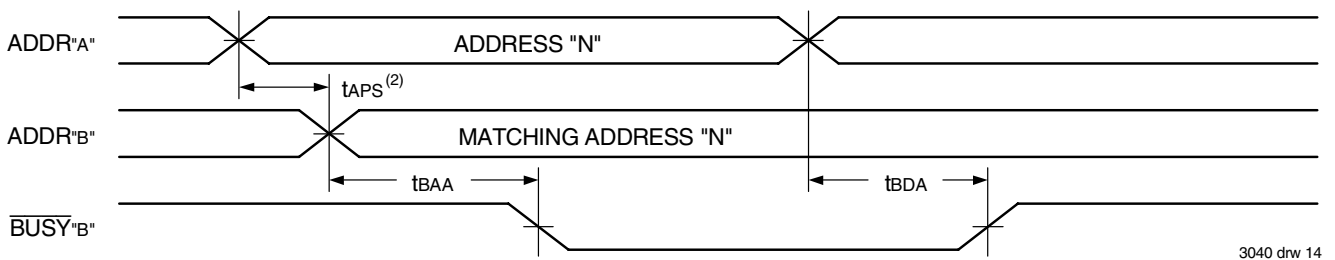 ADDR"A"
ADDRESS "N"
tAPS(2)
ADDR"B"
MATCHING ADDRESS "N"
tBAA
tBDA
BUSY"B"
3040 drw 14